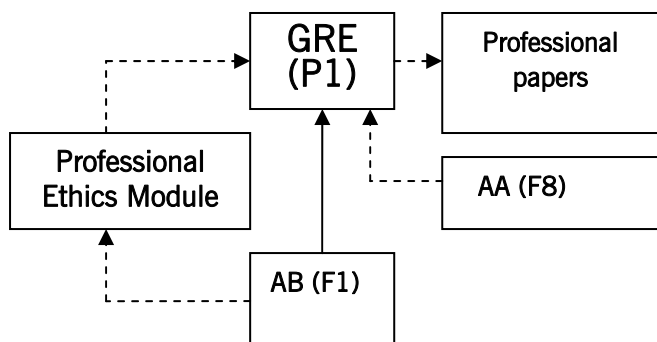 GRE
(P1)
Professional
papers
Professional
Ethics Module
AA (F8)
AB (F1)